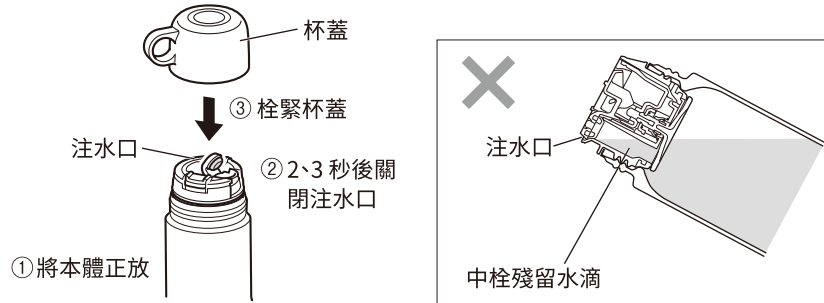 杯蓋
③ 栓緊杯蓋
注水口
② 2、3 秒後關
閉注水口
①將本體正放
注水口
中栓殘留水滴